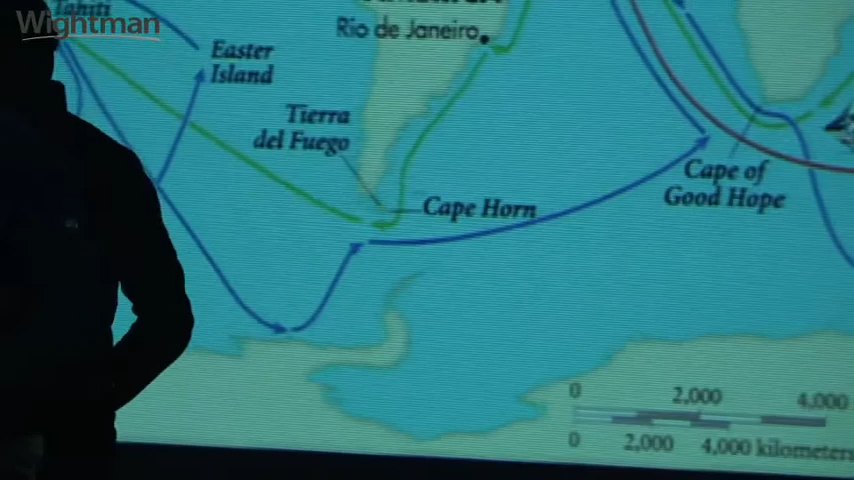 Tahiti
Wightman
Rio de Janeiro
Easter
Island
Tierra
del Fuego
Cape of
Good Hope
Cape Horn
0 2,000 4,000
0 2,000 4,000 kilometers